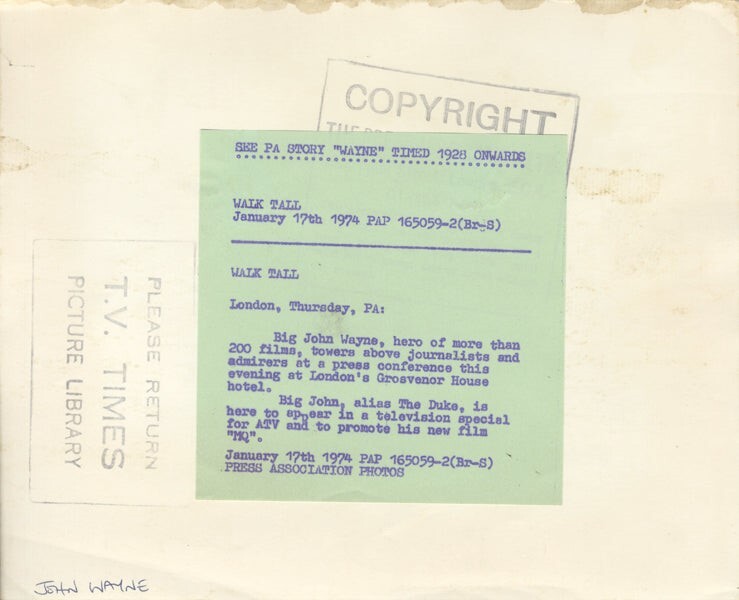 COPYRIGHT
SEE PA STORY "WAYNE" TIMED 1928 ONWARDS
WALK TALL
January 17th 1974 PAP 165059-2(Br-S)
WALK TALL
London, Thursday, PA:
Big John Wayne, hero of more than
200 films, towers above journalists and
admirers at a press conference this
evening at London's Grosvenor House
hotel.
Big John, alias The Duke, is
here to appear in a television special
for ATV and to promote his new film
"MQ".
January 17th 1974 PAP 165059-2(Br-S)
PRESS ASSOCIATION PHOTOS
PLEASE RETURN
T.V. TIMES
PICTURE LIBRARY
JOHN WAYNE